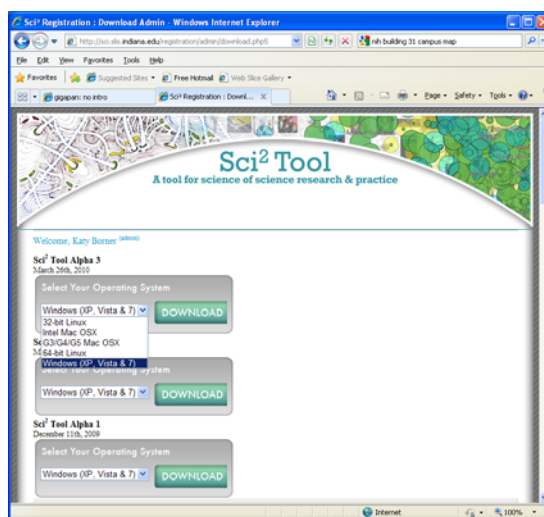 Sci² Registration : Download Admin - Windows Internet Explorer
http://sci.slis.indiana.edu/registration/admin/download.php5
nih building 31 campus map
File Edit View Favorites Tools Help
Favorites Suggested Sites Free Hotmail Web Slice Gallery
gigapan: no intro Sci² Registration : Downl... X Page Safety Tools
Sci² Tool
A tool for science of science research & practice
Welcome, Katy Borner (admin)
Sci² Tool Alpha 3
March 26th, 2010
Select Your Operating System
Windows (XP, Vista & 7) DOWNLOAD
32-bit Linux
Intel Mac OSX
G3/G4/G5 Mac OSX
64-bit Linux
Windows (XP, Vista & 7)
Select Your Operating System
Windows (XP, Vista & 7) DOWNLOAD
Sci² Tool Alpha 1
December 11th, 2009
Select Your Operating System
Windows (XP, Vista & 7) DOWNLOAD
Internet 100%